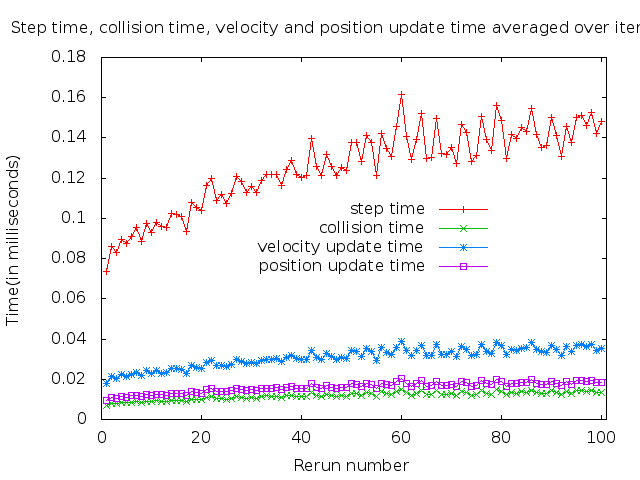 Step time, collision time, velocity and position update time averaged over iter
0.18
0.16
0.14
0.12
0.1
0.08
0.06
0.04
0.02
0
Time(in milliseconds)
step time
collision time
velocity update time
position update time
0 20 40 60 80 100
Rerun number